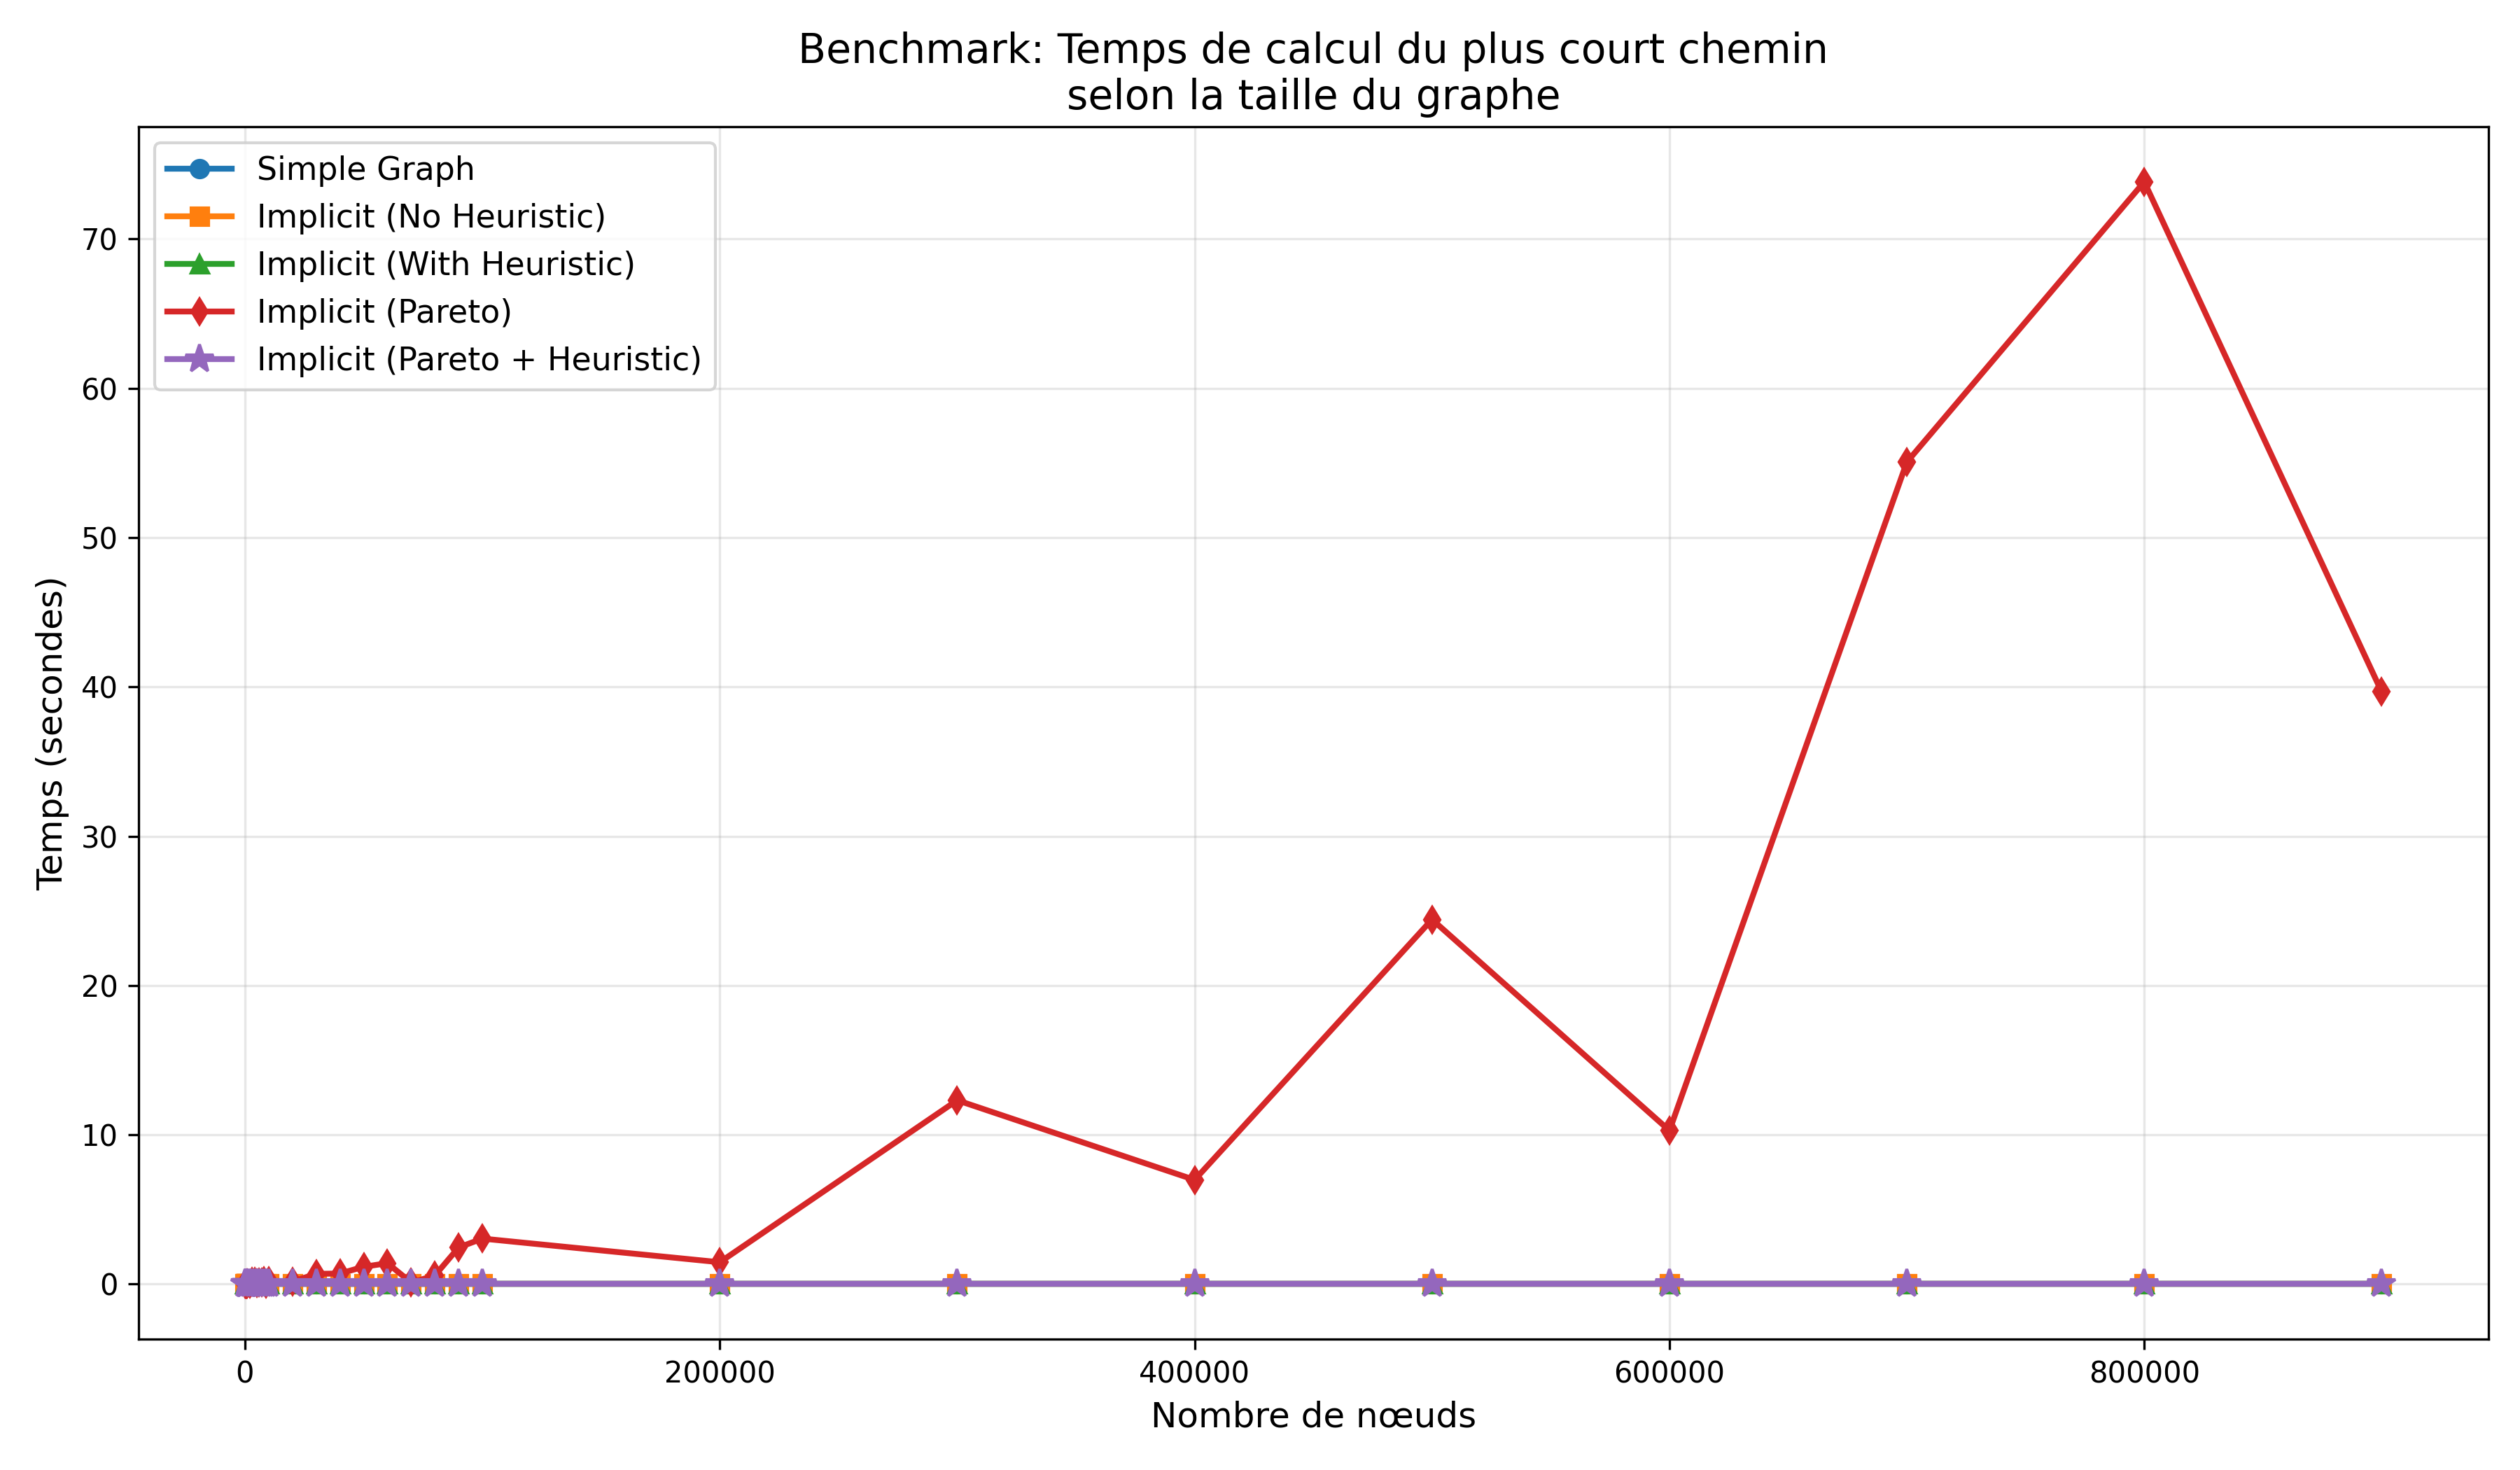 Benchmark: Temps de calcul du plus court chemin
selon la taille du graphe
Simple Graph
Implicit (No Heuristic)
Implicit (With Heuristic)
Implicit (Pareto)
Implicit (Pareto + Heuristic)
Temps (secondes)
70
60
50
40
30
20
10
0
0 200000 400000 600000 800000
Nombre de nœuds